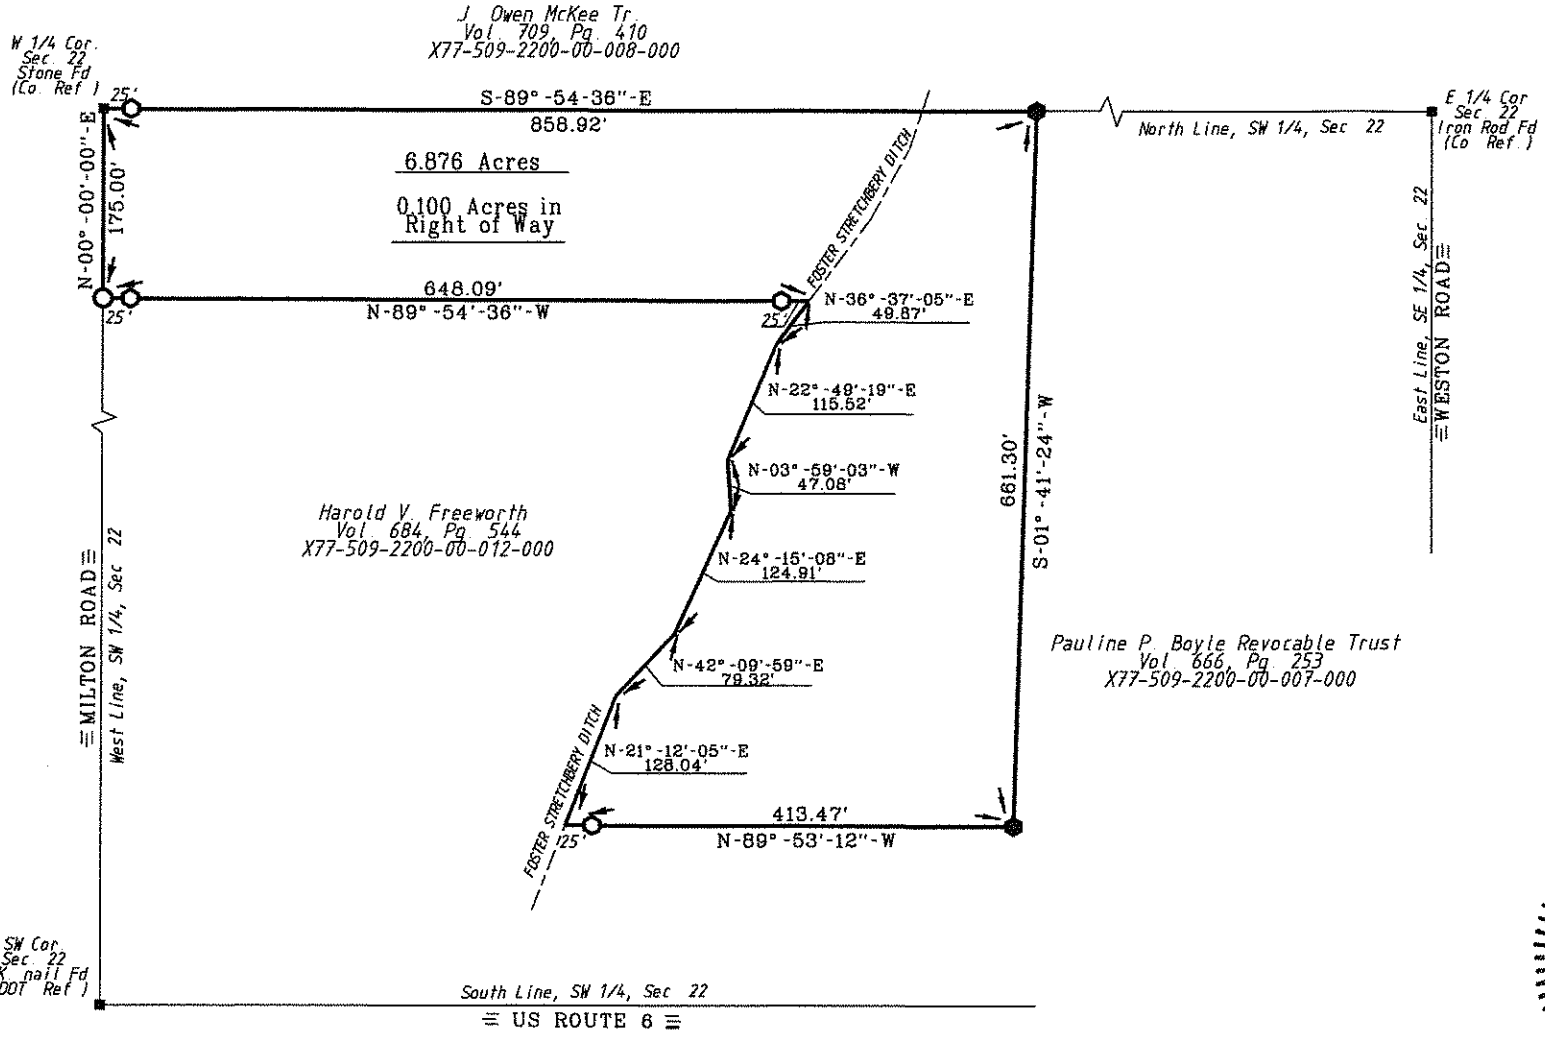 J. Owen McKee Tr.
Vol. 709, Pg. 410
X77-509-2200-00-008-000
W 1/4 Cor.
Sec. 22
Stone Fd
(Co. Ref.)
25'
S-89°-54-36"-E
858.92'
E 1/4 Cor
Sec. 22
Iron Rod Fd
(Co Ref.)
North Line, SW 1/4, Sec 22
N-00°-00'-00"-E
175.00'
6.876 Acres
0.100 Acres in
Right of Way
FOSTER STRETCHBERY DITCH
East Line, SE 1/4, Sec. 22
WESTON ROAD
648.09'
N-89°-54'-36"-W
25'
25'
N-36°-37'-05"-E
49.87'
N-22°-49'-19"-E
115.52'
N-03°-59'-03"-W
47.08'
661.30'
S-01°-41'-24"-W
Harold V. Freeworth
Vol. 684, Pg. 544
X77-509-2200-00-012-000
N-24°-15'-08"-E
124.91'
MILTON ROAD
West Line, SW 1/4, Sec 22
Pauline P. Boyle Revocable Trust
Vol. 666, Pg. 253
X77-509-2200-00-007-000
N-42°-09'-59"-E
79.32'
N-21°-12'-05"-E
128.04'
FOSTER STRETCHBERY DITCH
25'
413.47'
N-89°-53'-12"-W
SW Cor.
Sec. 22
K. nail Fd
DOT Ref.)
South Line, SW 1/4, Sec 22
US ROUTE 6